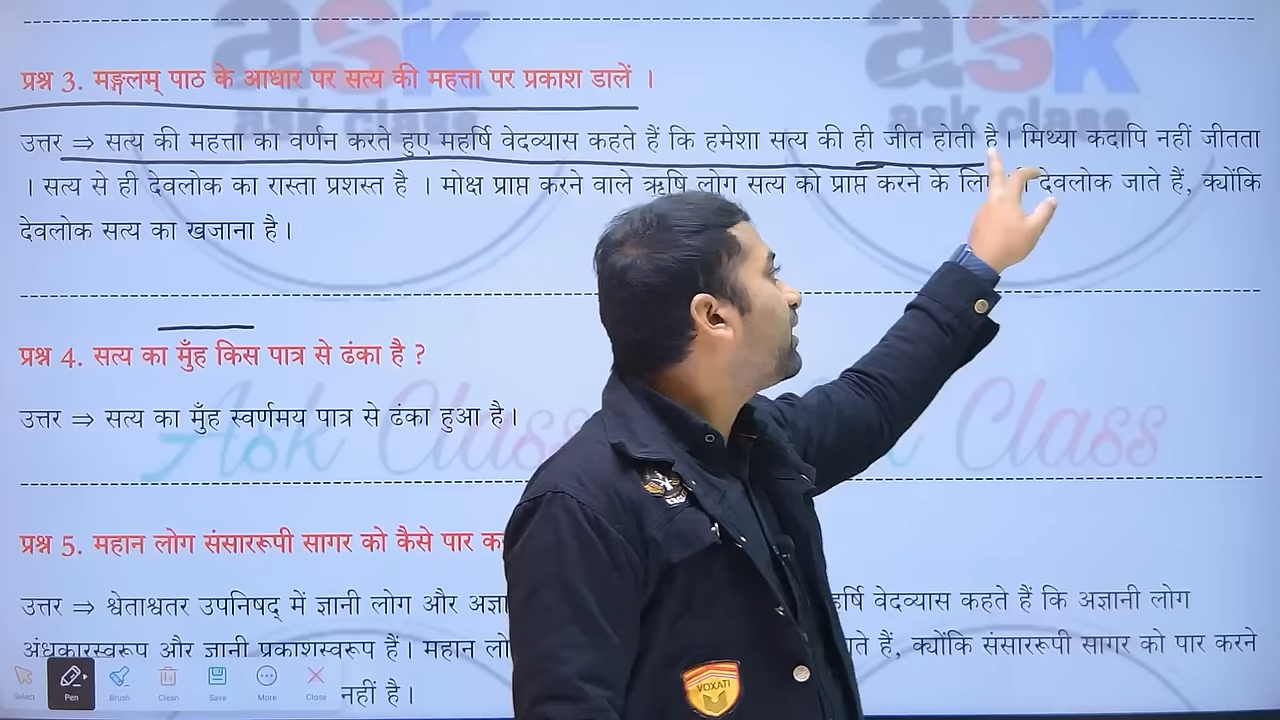 ask
ask class
ask
ask class
प्रश्न 3. मङ्गलम् पाठ के आधार पर सत्य की महत्ता पर प्रकाश डालें ।
उत्तर ⇒ सत्य की महत्ता का वर्णन करते हुए महर्षि वेदव्यास कहते हैं कि हमेशा सत्य की ही जीत होती है। मिथ्या कदापि नहीं जीतता
। सत्य से ही देवलोक का रास्ता प्रशस्त है । मोक्ष प्राप्त करने वाले ऋषि लोग सत्य को प्राप्त करने के देवलोक जाते हैं, क्योंकि
देवलोक सत्य का खजाना है।
प्रश्न 4. सत्य का मुँह किस पात्र से ढंका है ?
उत्तर ⇒ सत्य का मुँह स्वर्णमय पात्र से ढंका हुआ है।
Ask Class
Class
प्रश्न 5. महान लोग संसाररूपी सागर को कैसे पार
उत्तर ⇒ श्वेताश्वतर उपनिषद् में ज्ञानी लोग और वेदव्यास कहते हैं कि अज्ञानी लोग
अंधकारस्वरूप और ज्ञानी प्रकाशस्वरूप हैं। महान हैं, क्योंकि संसाररूपी सागर को पार करने
नहीं है।
Select Pen Brush Clean Save More Close
VOXATI